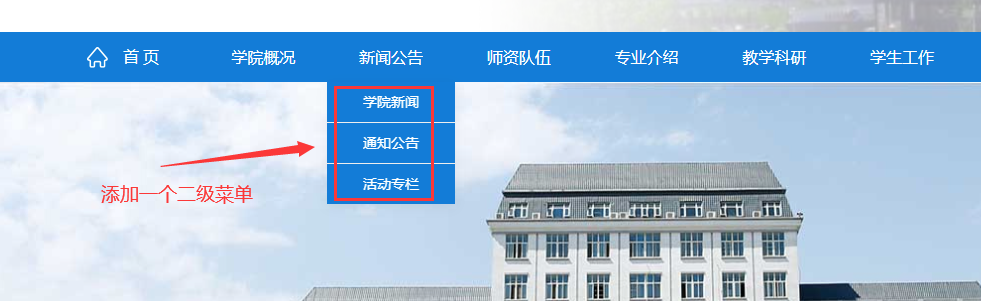 首 页 学院概况 新闻公告 师资队伍 专业介绍 教学科研 学生工作
学院新闻
通知公告
活动专栏
添加一个二级菜单